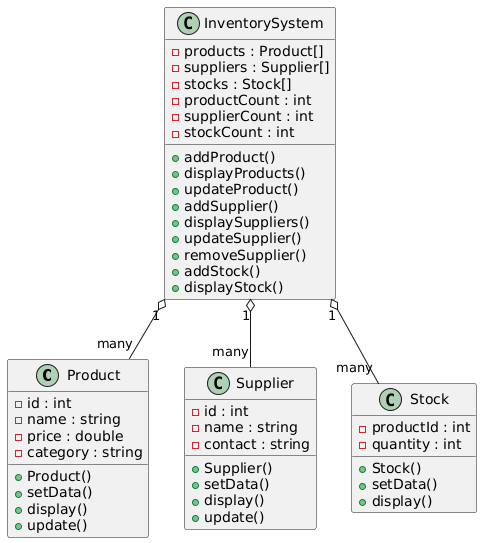 C InventorySystem
products : Product[]
suppliers : Supplier[]
stocks : Stock[]
productCount : int
supplierCount : int
stockCount : int
addProduct()
displayProducts()
updateProduct()
addSupplier()
displaySuppliers()
updateSupplier()
removeSupplier()
addStock()
displayStock()
1 1 1
many many many
C Product
id : int
name : string
price : double
category : string
Product()
setData()
display()
update()
C Supplier
id : int
name : string
contact : string
Supplier()
setData()
display()
update()
C Stock
productId : int
quantity : int
Stock()
setData()
display()